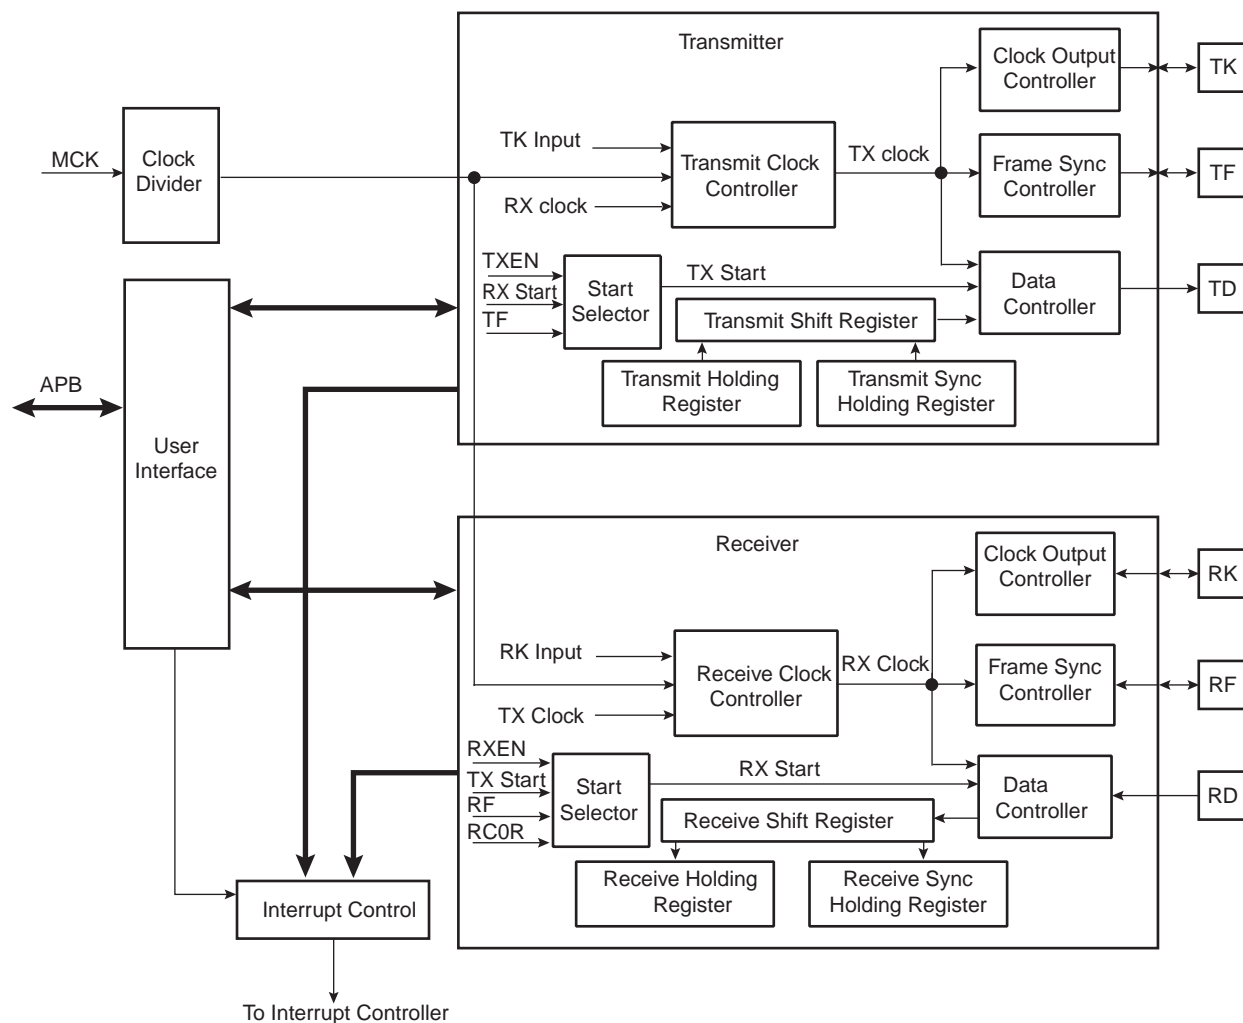 Transmitter
Clock Output
Controller
TK
MCK
Clock
Divider
TK Input
Transmit Clock
Controller
TX clock
Frame Sync
Controller
TF
RX clock
TXEN
RX Start
TF
Start
Selector
TX Start
Data
Controller
TD
Transmit Shift Register
Transmit Holding
Register
Transmit Sync
Holding Register
APB
User
Interface
Receiver
Clock Output
Controller
RK
RK Input
Receive Clock
Controller
RX Clock
Frame Sync
Controller
RF
TX Clock
RXEN
TX Start
RF
RC0R
Start
Selector
RX Start
Data
Controller
RD
Receive Shift Register
Receive Holding
Register
Receive Sync
Holding Register
Interrupt Control
To Interrupt Controller